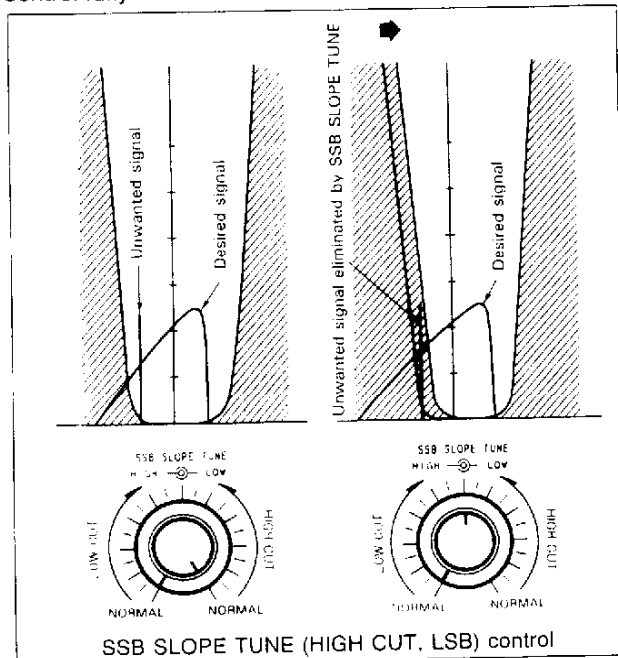 Unwanted signal
Desired signal
Unwanted signal eliminated by SSB SLOPE TUNE
Desired signal
SSB SLOPE TUNE
HIGH LOW
LOW CUT
HIGH CUT
NORMAL NORMAL
SSB SLOPE TUNE
HIGH LOW
LOW CUT
HIGH CUT
NORMAL NORMAL
SSB SLOPE TUNE (HIGH CUT, LSB) control